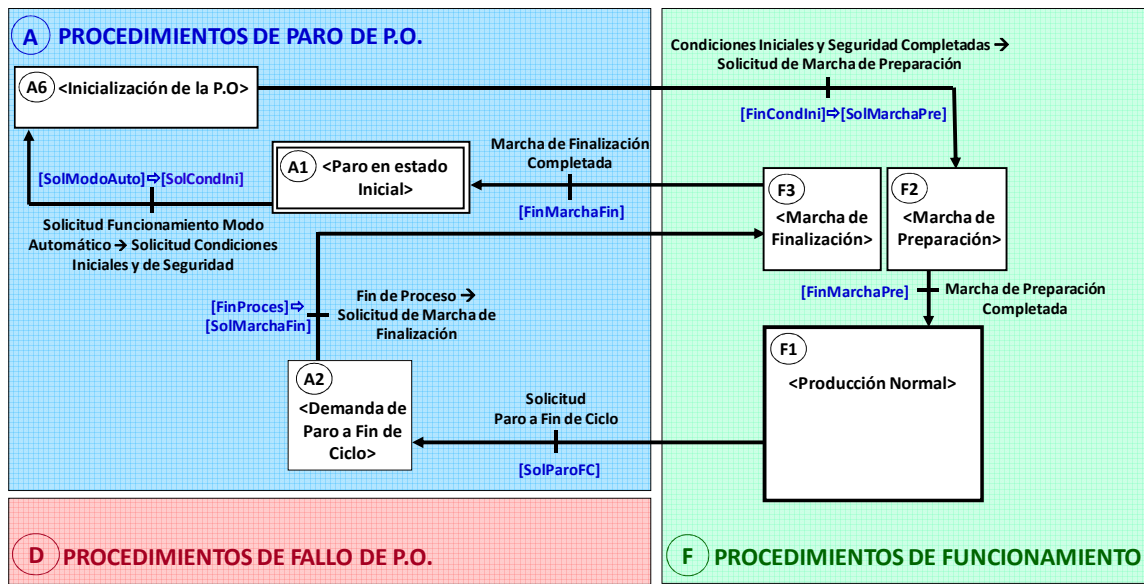 A PROCEDIMIENTOS DE PARO DE P.O.
A6 <Inicialización de la P.O>
Condiciones Iniciales y Seguridad Completadas →
Solicitud de Marcha de Preparación
[FinCondIni]⇨[SolMarchaPre]
A1 <Paro en estado
Inicial>
Marcha de Finalización
Completada
[FinMarchaFin]
[SolModoAuto]⇨[SolCondIni]
Solicitud Funcionamiento Modo
Automático → Solicitud Condiciones
Iniciales y de Seguridad
F3
<Marcha de
Finalización>
F2
<Marcha de
Preparación>
[FinProces]⇨
[SolMarchaFin]
Fin de Proceso →
Solicitud de Marcha de
Finalización
[FinMarchaPre]
Marcha de Preparación
Completada
F1
<Producción Normal>
A2
<Demanda de
Paro a Fin de
Ciclo>
Solicitud
Paro a Fin de Ciclo
[SolParoFC]
D PROCEDIMIENTOS DE FALLO DE P.O.
F PROCEDIMIENTOS DE FUNCIONAMIENTO